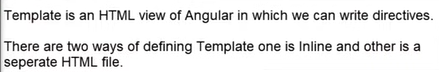 Template is an HTML view of Angular in which we can write directives.
There are two ways of defining Template one is Inline and other is a
seperate HTML file.